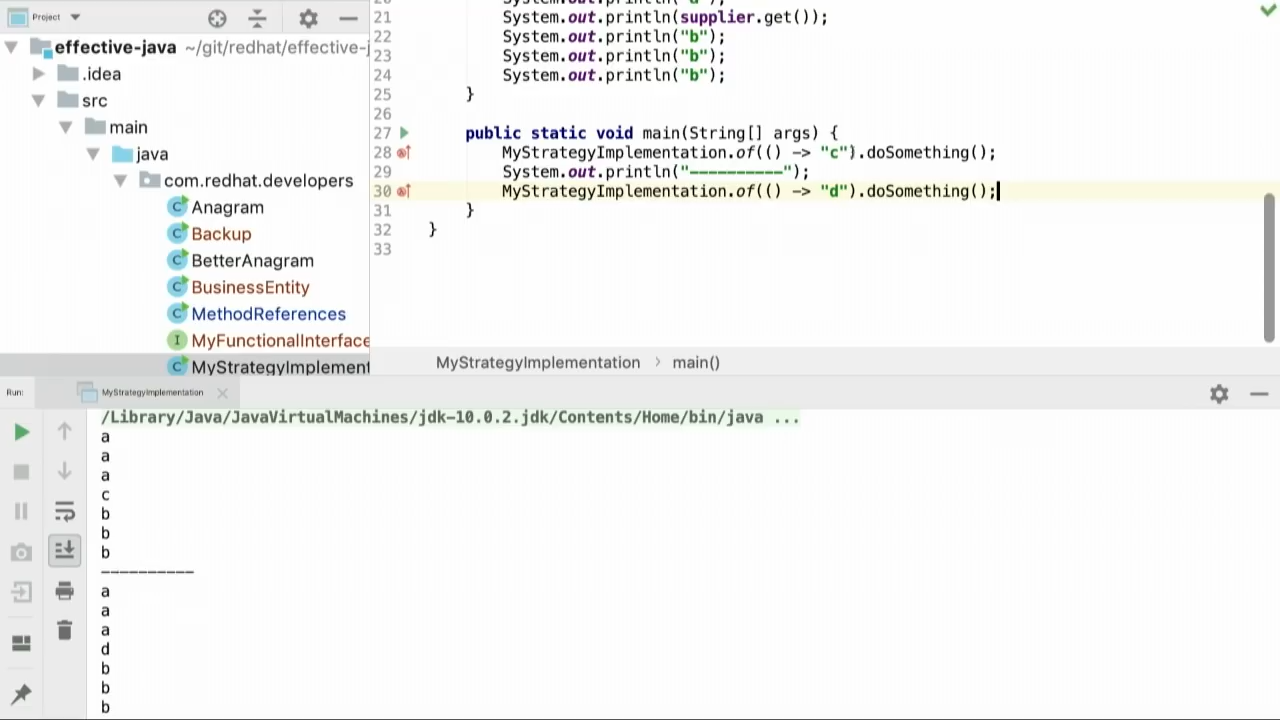 Project
effective-java ~/git/redhat/effective-j
.idea
src
main
java
com.redhat.developers
Anagram
Backup
BetterAnagram
BusinessEntity
MethodReferences
MyFunctionalInterface
MyStrategyImplement
21 System.out.println(supplier.get());
22 System.out.println("b");
23 System.out.println("b");
24 System.out.println("b");
25 }
26
27 public static void main(String[] args) {
28 MyStrategyImplementation.of(() -> "c").doSomething();
29 System.out.println("----------");
30 MyStrategyImplementation.of(() -> "d").doSomething();
31 }
32 }
33
MyStrategyImplementation > main()
Run: MyStrategyImplementation
/Library/Java/JavaVirtualMachines/jdk-10.0.2.jdk/Contents/Home/bin/java ...
a
a
a
c
b
b
b
----------
a
a
a
d
b
b
b